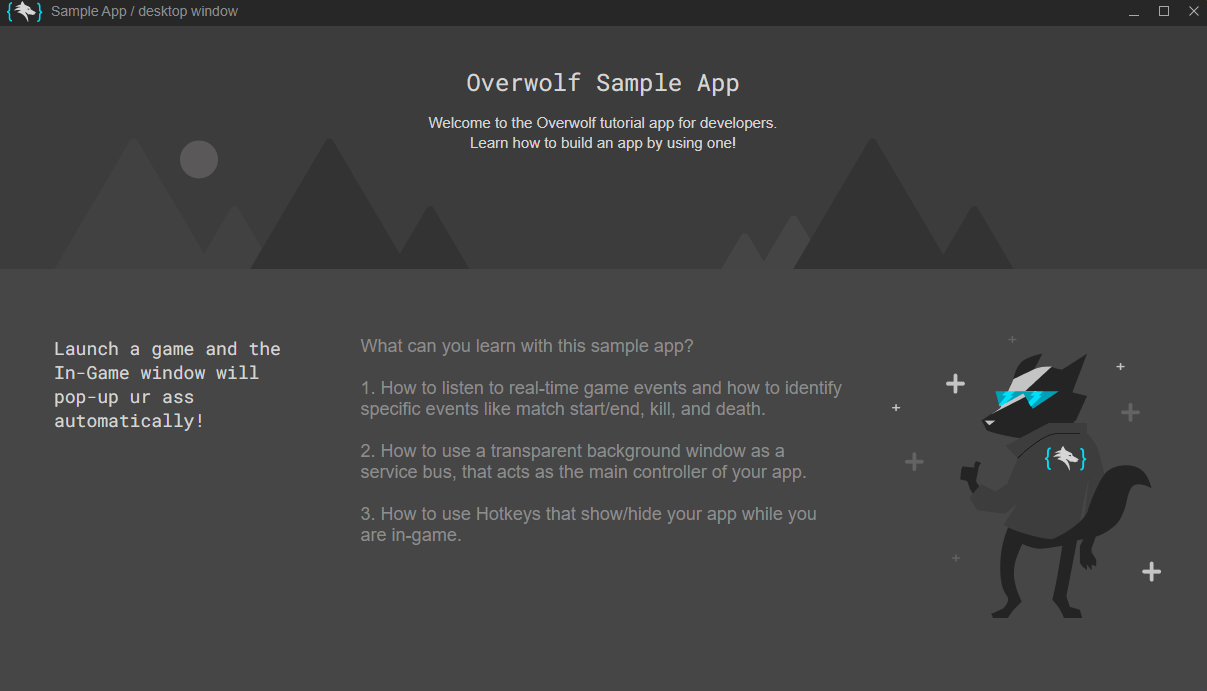 Sample App / desktop window
Overwolf Sample App
Welcome to the Overwolf tutorial app for developers.
Learn how to build an app by using one!
Launch a game and the
In-Game window will
pop-up ur ass
automatically!
What can you learn with this sample app?
1. How to listen to real-time game events and how to identify
specific events like match start/end, kill, and death.
2. How to use a transparent background window as a
service bus, that acts as the main controller of your app.
3. How to use Hotkeys that show/hide your app while you
are in-game.